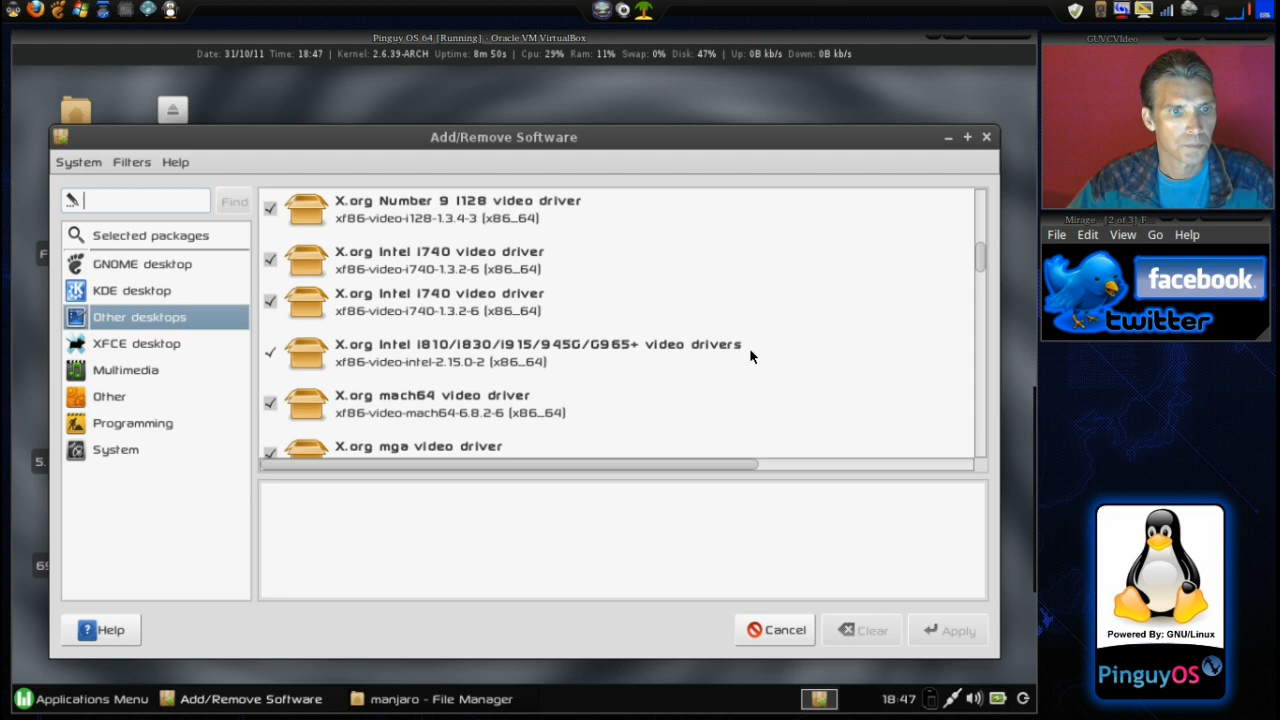 Pinguy OS 64 [Running] - Oracle VM VirtualBox
Date: 31/10/11 Time: 18:47 | Kernel: 2.6.39-ARCH Uptime: 8m 50s | Cpu: 29% Ram: 11% Swap: 0% Disk: 47% | Up: 0B kb/s Down: 0B kb/s
Add/Remove Software
System Filters Help
Find
Selected packages
GNOME desktop
KDE desktop
Other desktops
XFCE desktop
Multimedia
Other
Programming
System
X.org Number 9 I128 video driver
xf86-video-i128-1.3.4-3 (x86_64)
X.org Intel i740 video driver
xf86-video-i740-1.3.2-6 (x86_64)
X.org Intel i740 video driver
xf86-video-i740-1.3.2-6 (x86_64)
X.org Intel i810/i830/i915/945G/G965+ video drivers
xf86-video-intel-2.15.0-2 (x86_64)
X.org mach64 video driver
xf86-video-mach64-6.8.2-6 (x86_64)
X.org mga video driver
Help
Cancel
Clear
Apply
F
5.
Applications Menu
Add/Remove Software
manjaro - File Manager
18:47
GUVCVideo
Mirage - [2 of 3] F...
File Edit View Go Help
facebook
twitter
Powered By: GNU/Linux
PinguyOS